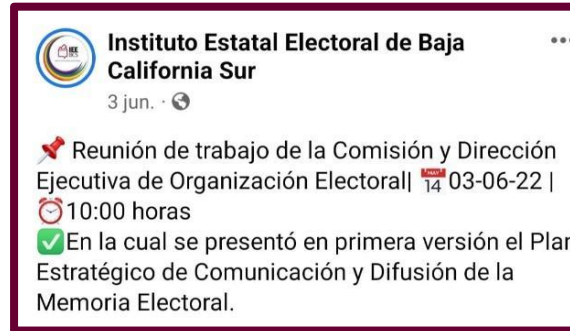 Instituto Estatal Electoral de Baja
California Sur
3 jun. ·
📌 Reunión de trabajo de la Comisión y Dirección
Ejecutiva de Organización Electoral| 📅 03-06-22 |
⏰10:00 horas
✅En la cual se presentó en primera versión el Plan
Estratégico de Comunicación y Difusión de la
Memoria Electoral.